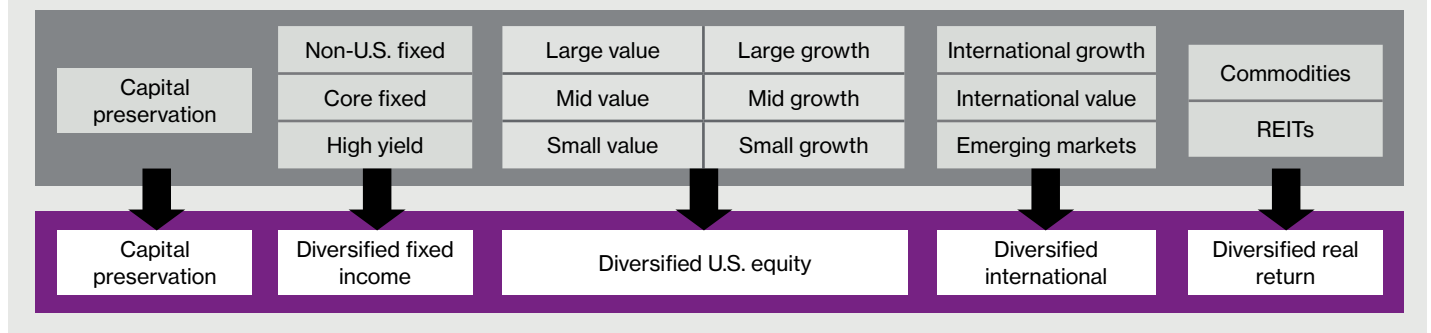 Capital
preservation
Non-U.S. fixed
Core fixed
High yield
Large value
Large growth
Mid value
Mid growth
Small value
Small growth
International growth
International value
Emerging markets
Commodities
REITs
Capital
preservation
Diversified fixed
income
Diversified U.S. equity
Diversified
international
Diversified real
return